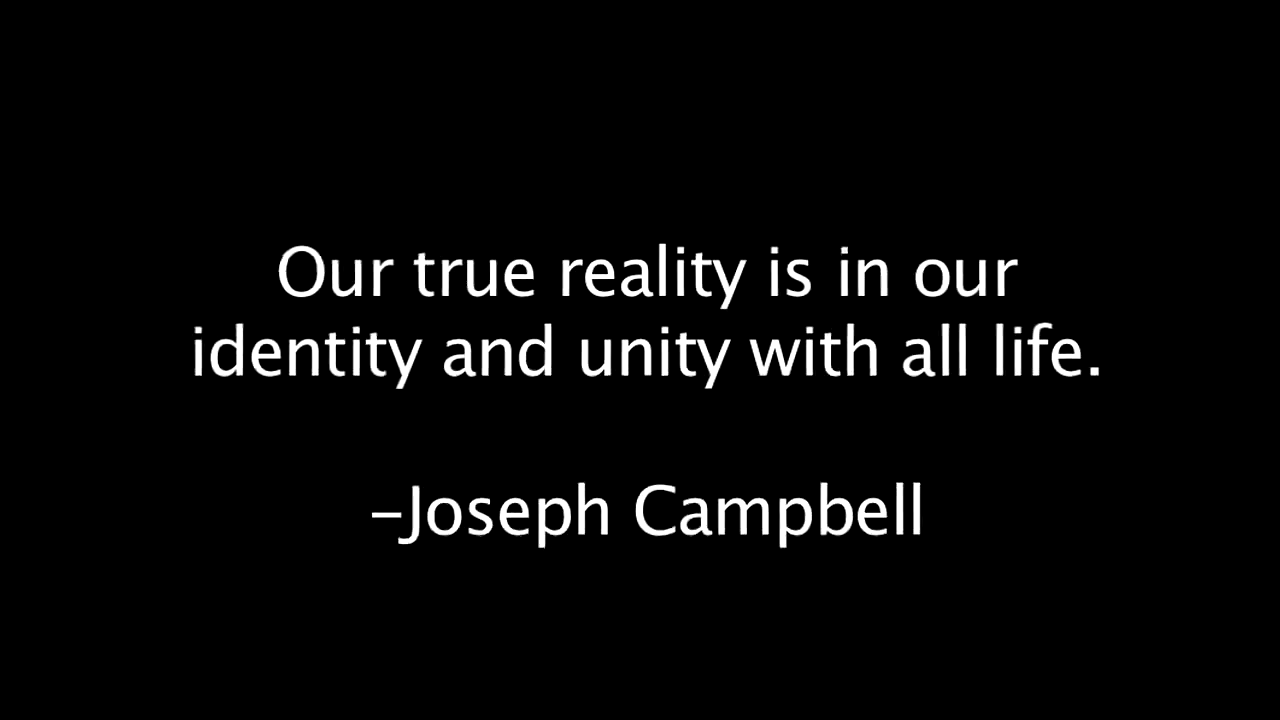 Our true reality is in our
identity and unity with all life.
–Joseph Campbell